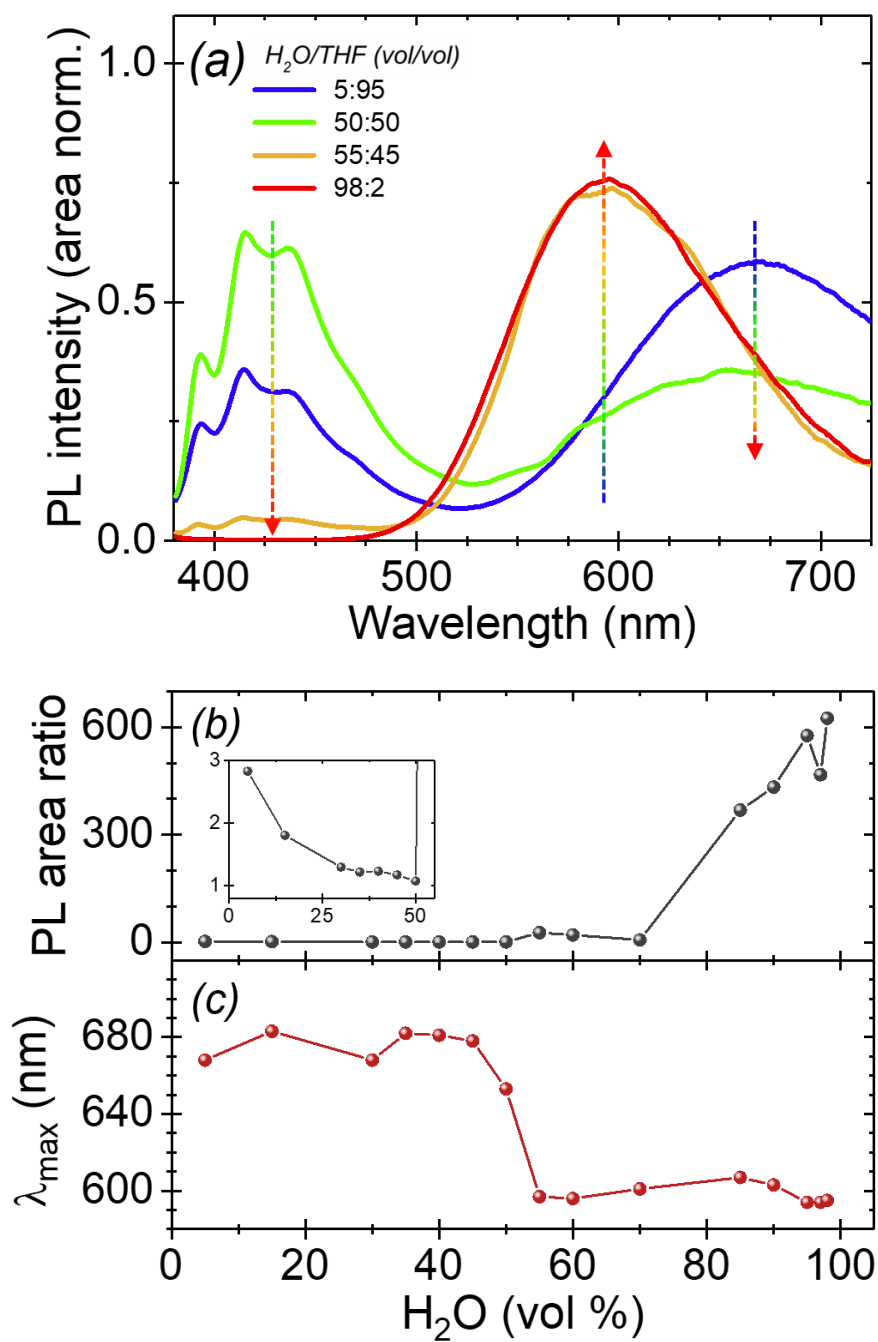 (a)
H₂O/THF (vol/vol)
5:95
50:50
55:45
98:2
PL intensity (area norm.)
1.0
0.5
0.0
400 500 600 700
Wavelength (nm)
(b)
PL area ratio
600
300
0
3
2
1
0 25 50
(c)
λmax (nm)
680
640
600
0 20 40 60 80 100
H₂O (vol %)